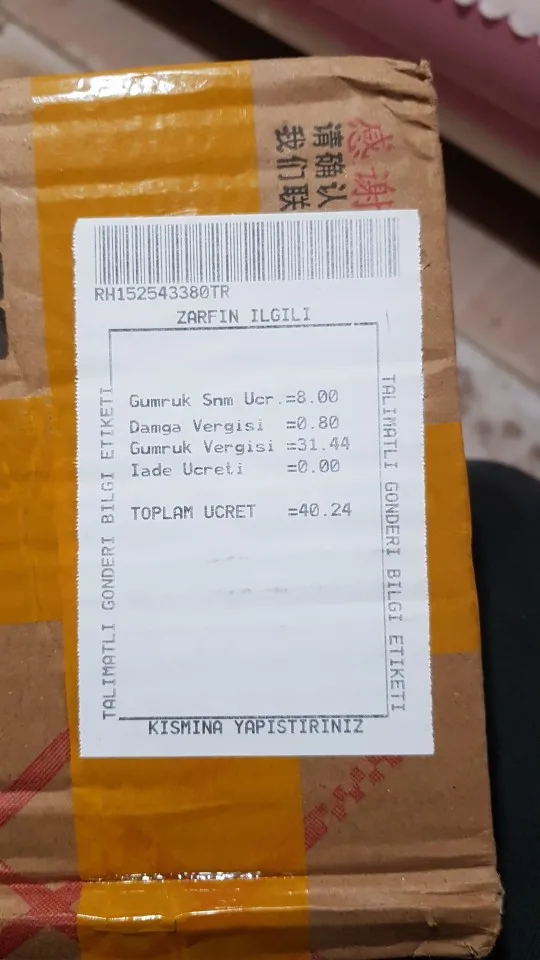 感谢
请确认
我们联
RH152543380TR
ZARFIN ILGILI
TALIMATLI GONDERI BILGI ETIKETI
Gumruk Snm Ucr.=8.00
Damga Vergisi =0.80
Gumruk Vergisi =31.44
Iade Ucreti =0.00
TOPLAM UCRET =40.24
TALIMATLI GONDERI BILGI ETIKETI
KISMINA YAPISTIRINIZ